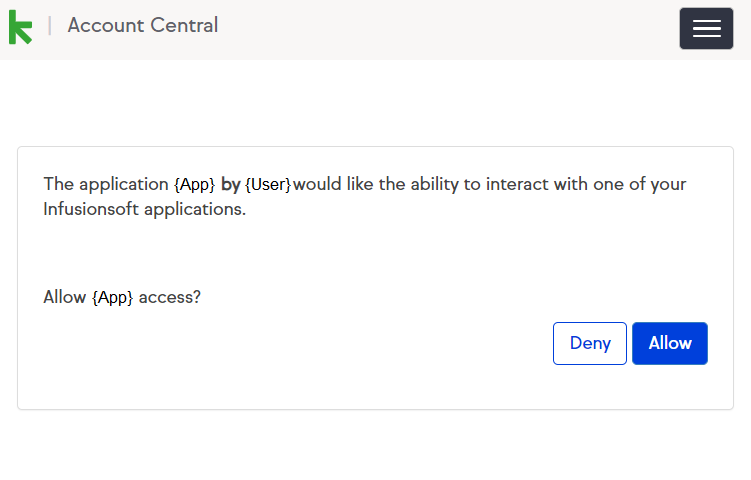 Account Central
The application {App} by {User}would like the ability to interact with one of your
Infusionsoft applications.
Allow {App} access?
Deny
Allow